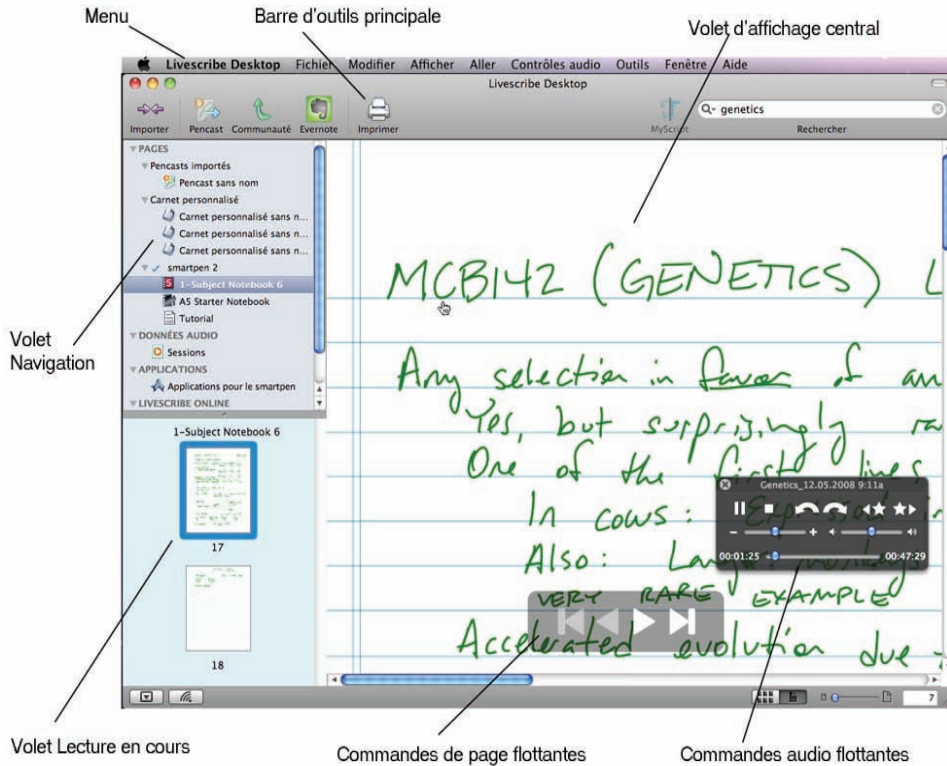 Menu
Barre d'outils principale
Volet d'affichage central
Livescribe Desktop Fichier Modifier Afficher Aller Contrôles audio Outils Fenêtre Aide
Livescribe Desktop
Importer Pencast Communauté Evernote Imprimer MyScript
genetics
Rechercher
PAGES
Pencasts importés
Pencast sans nom
Carnet personnalisé
Carnet personnalisé sans n...
Carnet personnalisé sans n...
Carnet personnalisé sans n...
smartpen 2
1-Subject Notebook 6
A5 Starter Notebook
Tutorial
DONNÉES AUDIO
Sessions
APPLICATIONS
Applications pour le smartpen
LIVESCRIBE ONLINE
Volet
Navigation
1-Subject Notebook 6
17
18
MCB142 (GENETICS) L
Any selection in favor of an
Yes, but surprisingly ra
One of the first lines
In cows:
Also:
VERY RARE EXAMPLE
Accelerated evolution due
Genetics_12.05.2008 9:11a
00:01:25 00:47:29
7
Volet Lecture en cours
Commandes de page flottantes
Commandes audio flottantes